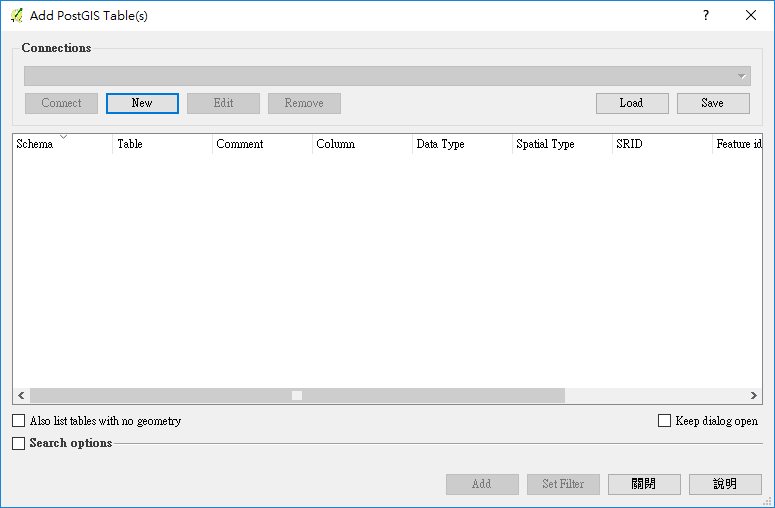 Add PostGIS Table(s)
Connections
Connect New Edit Remove Load Save
Schema Table Comment Column Data Type Spatial Type SRID Feature id
Also list tables with no geometry Keep dialog open
Search options
Add Set Filter 關閉 說明